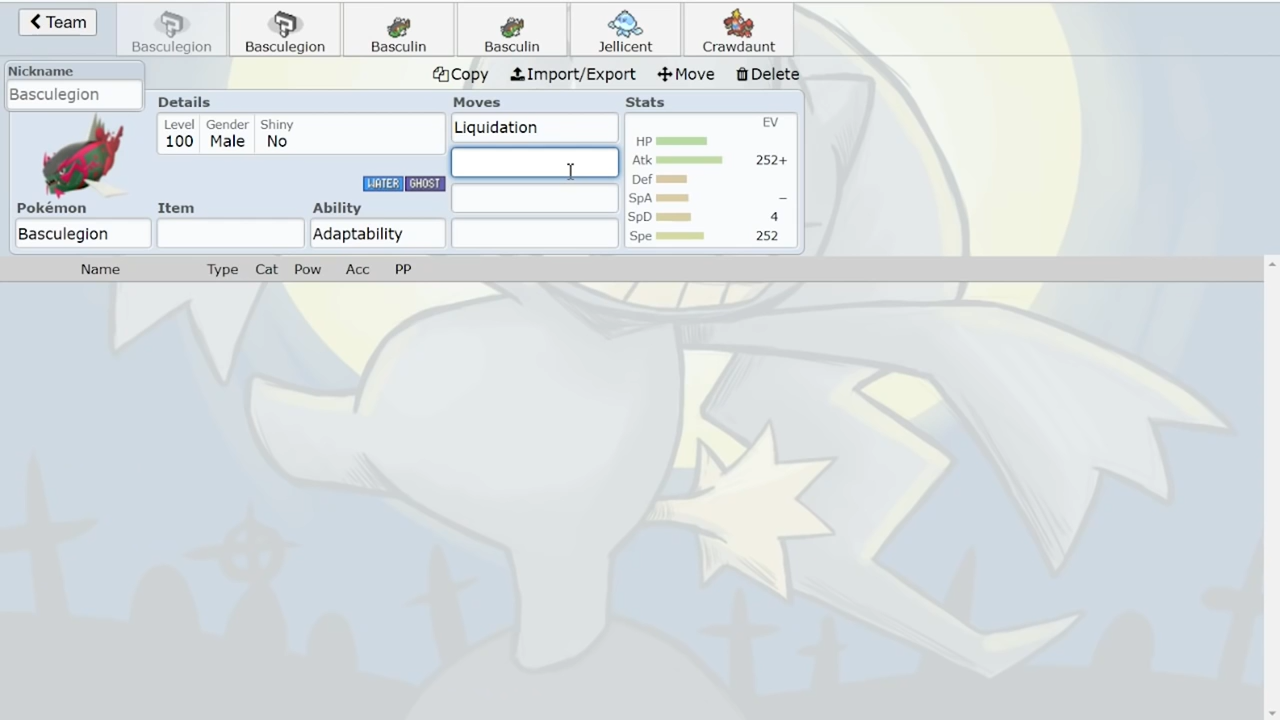 Team
Basculegion
Basculegion
Basculin
Basculin
Jellicent
Crawdaunt
Nickname
Basculegion
Copy
Import/Export
Move
Delete
Details
Moves
Stats
Level
Gender
Shiny
100
Male
No
Liquidation
EV
HP
Atk
252+
Def
SpA
–
SpD
4
Spe
252
WATER
GHOST
Pokémon
Item
Ability
Basculegion
Adaptability
Name
Type
Cat
Pow
Acc
PP